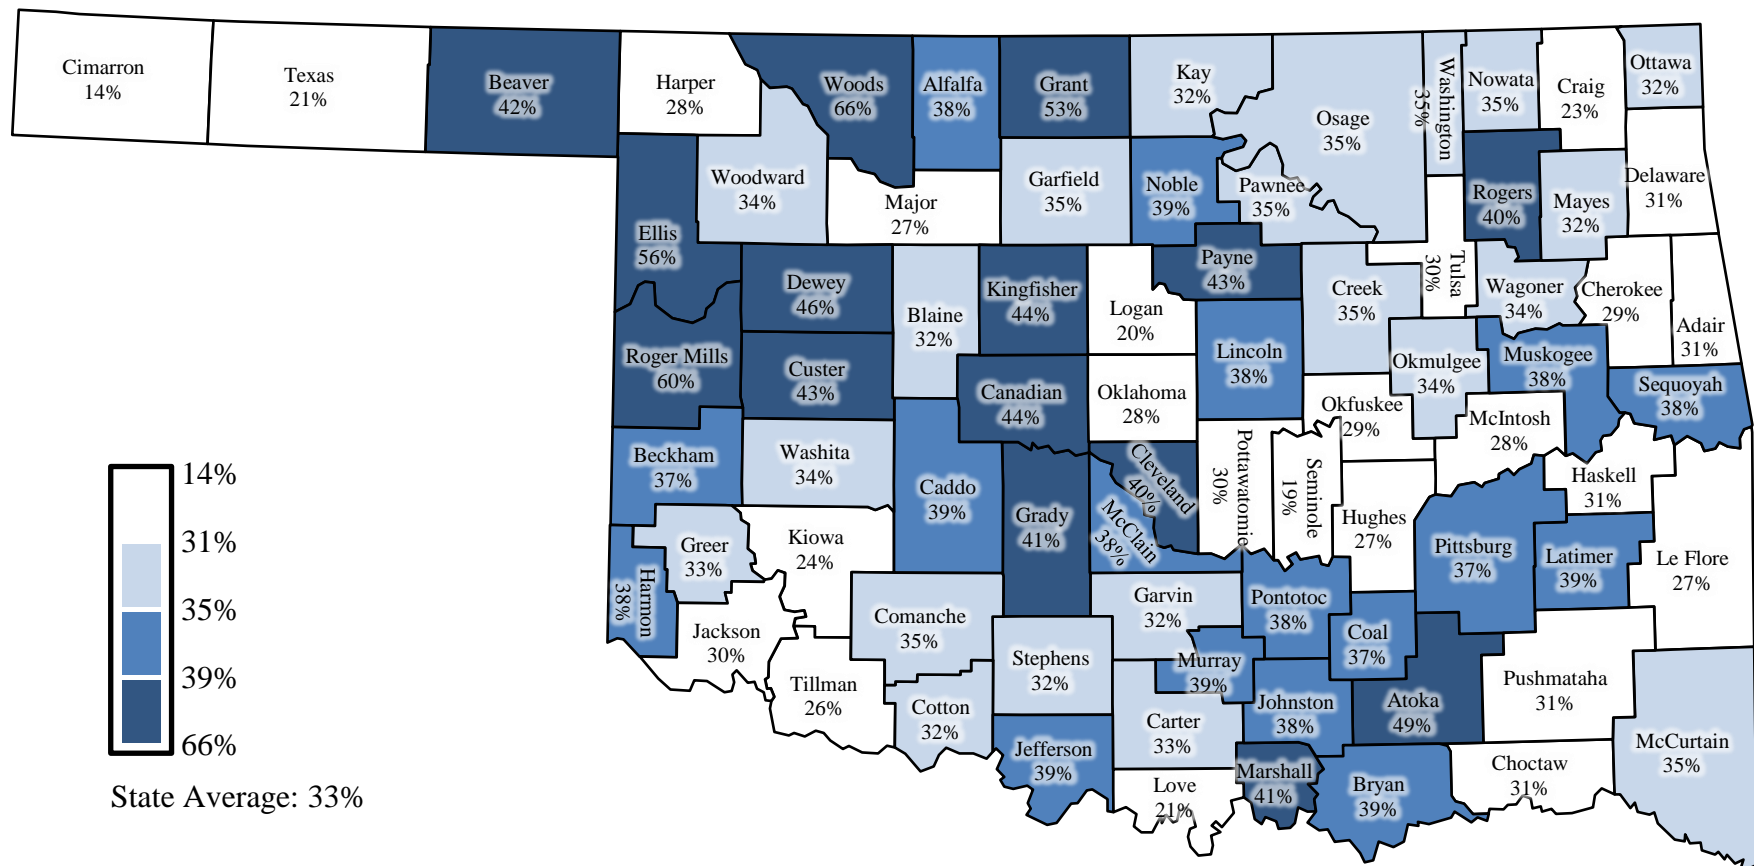 Cimarron
14%
Texas
21%
Beaver
42%
Harper
28%
Woods
66%
Alfalfa
38%
Grant
53%
Kay
32%
Osage
35%
Washington
35%
Nowata
35%
Craig
23%
Ottawa
32%
Ellis
56%
Woodward
34%
Major
27%
Garfield
35%
Noble
39%
Pawnee
35%
Rogers
40%
Mayes
32%
Delaware
31%
Dewey
46%
Blaine
32%
Kingfisher
44%
Logan
20%
Payne
43%
Creek
35%
Tulsa
30%
Wagoner
34%
Cherokee
29%
Adair
31%
Roger Mills
60%
Custer
43%
Canadian
44%
Oklahoma
28%
Lincoln
38%
Okmulgee
34%
Muskogee
38%
Sequoyah
38%
Okfuskee
29%
McIntosh
28%
Beckham
37%
Washita
34%
Caddo
39%
Grady
41%
Cleveland
40%
McClain
38%
Pottawatomie
30%
Seminole
19%
Hughes
27%
Haskell
31%
Pittsburg
37%
Latimer
39%
Le Flore
27%
Harmon
38%
Greer
33%
Kiowa
24%
Jackson
30%
Comanche
35%
Garvin
32%
Pontotoc
38%
Coal
37%
Tillman
26%
Stephens
32%
Murray
39%
Cotton
32%
Carter
33%
Johnston
38%
Atoka
49%
Pushmataha
31%
Jefferson
39%
Love
21%
Marshall
41%
Bryan
39%
Choctaw
31%
McCurtain
35%
14%
31%
35%
39%
66%
State Average: 33%